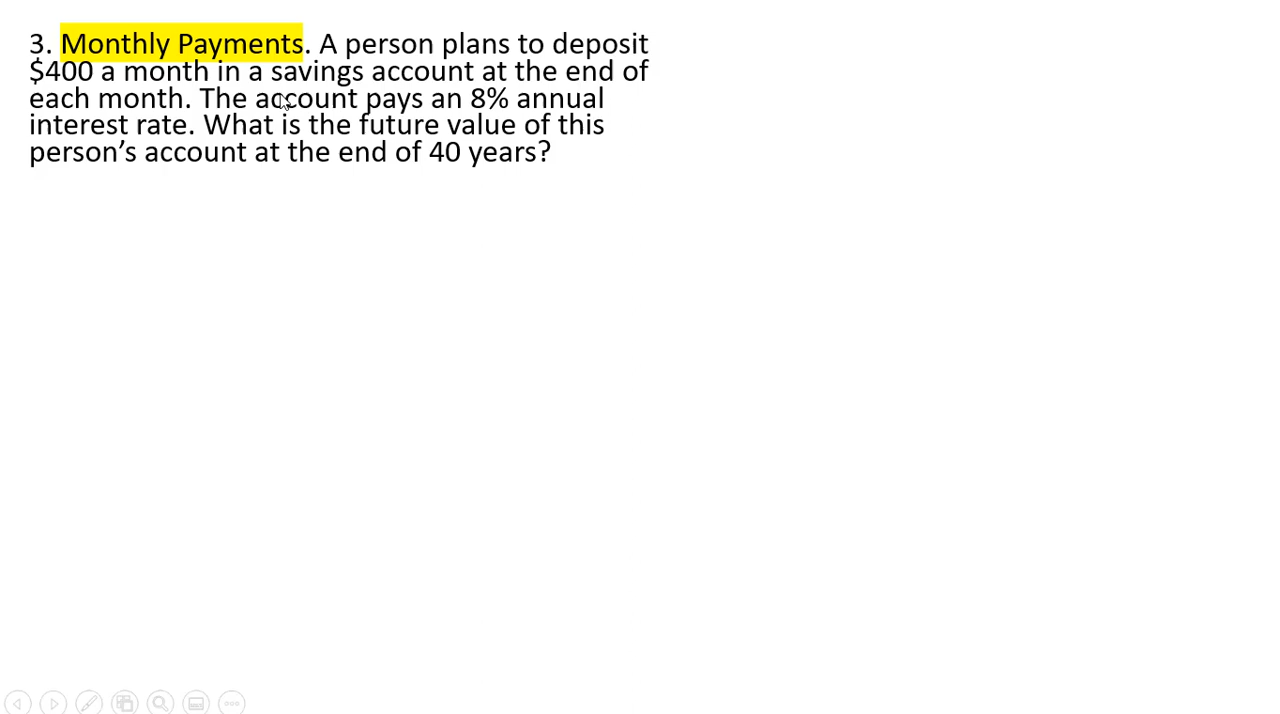 3. Monthly Payments. A person plans to deposit
$400 a month in a savings account at the end of
each month. The account pays an 8% annual
interest rate. What is the future value of this
person’s account at the end of 40 years?